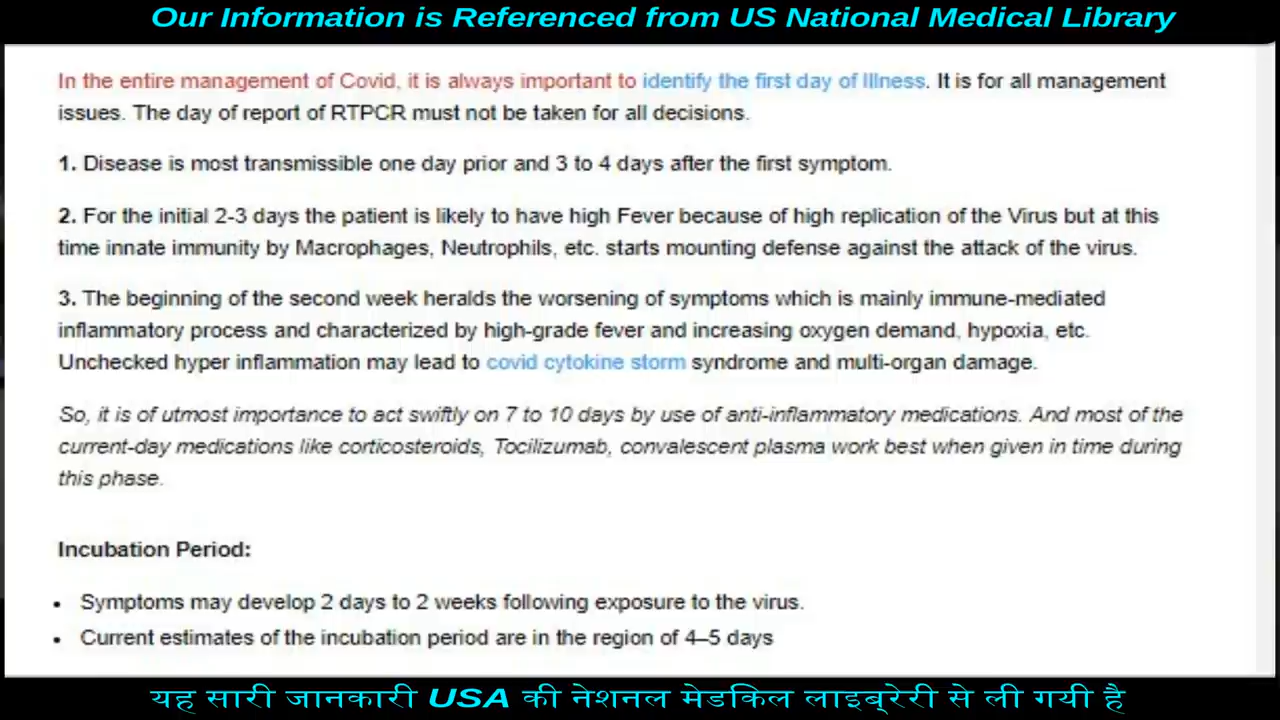 Our Information is Referenced from US National Medical Library
In the entire management of Covid, it is always important to identify the first day of Illness. It is for all management
issues. The day of report of RTPCR must not be taken for all decisions.
1. Disease is most transmissible one day prior and 3 to 4 days after the first symptom.
2. For the initial 2-3 days the patient is likely to have high Fever because of high replication of the Virus but at this
time innate immunity by Macrophages, Neutrophils, etc. starts mounting defense against the attack of the virus.
3. The beginning of the second week heralds the worsening of symptoms which is mainly immune-mediated
inflammatory process and characterized by high-grade fever and increasing oxygen demand, hypoxia, etc.
Unchecked hyper inflammation may lead to covid cytokine storm syndrome and multi-organ damage.
So, it is of utmost importance to act swiftly on 7 to 10 days by use of anti-inflammatory medications. And most of the
current-day medications like corticosteroids, Tocilizumab, convalescent plasma work best when given in time during
this phase.
Incubation Period:
• Symptoms may develop 2 days to 2 weeks following exposure to the virus.
• Current estimates of the incubation period are in the region of 4–5 days
यह सारी जानकारी USA की नेशनल मेडकिल लाइब्रेरी से ली गयी है